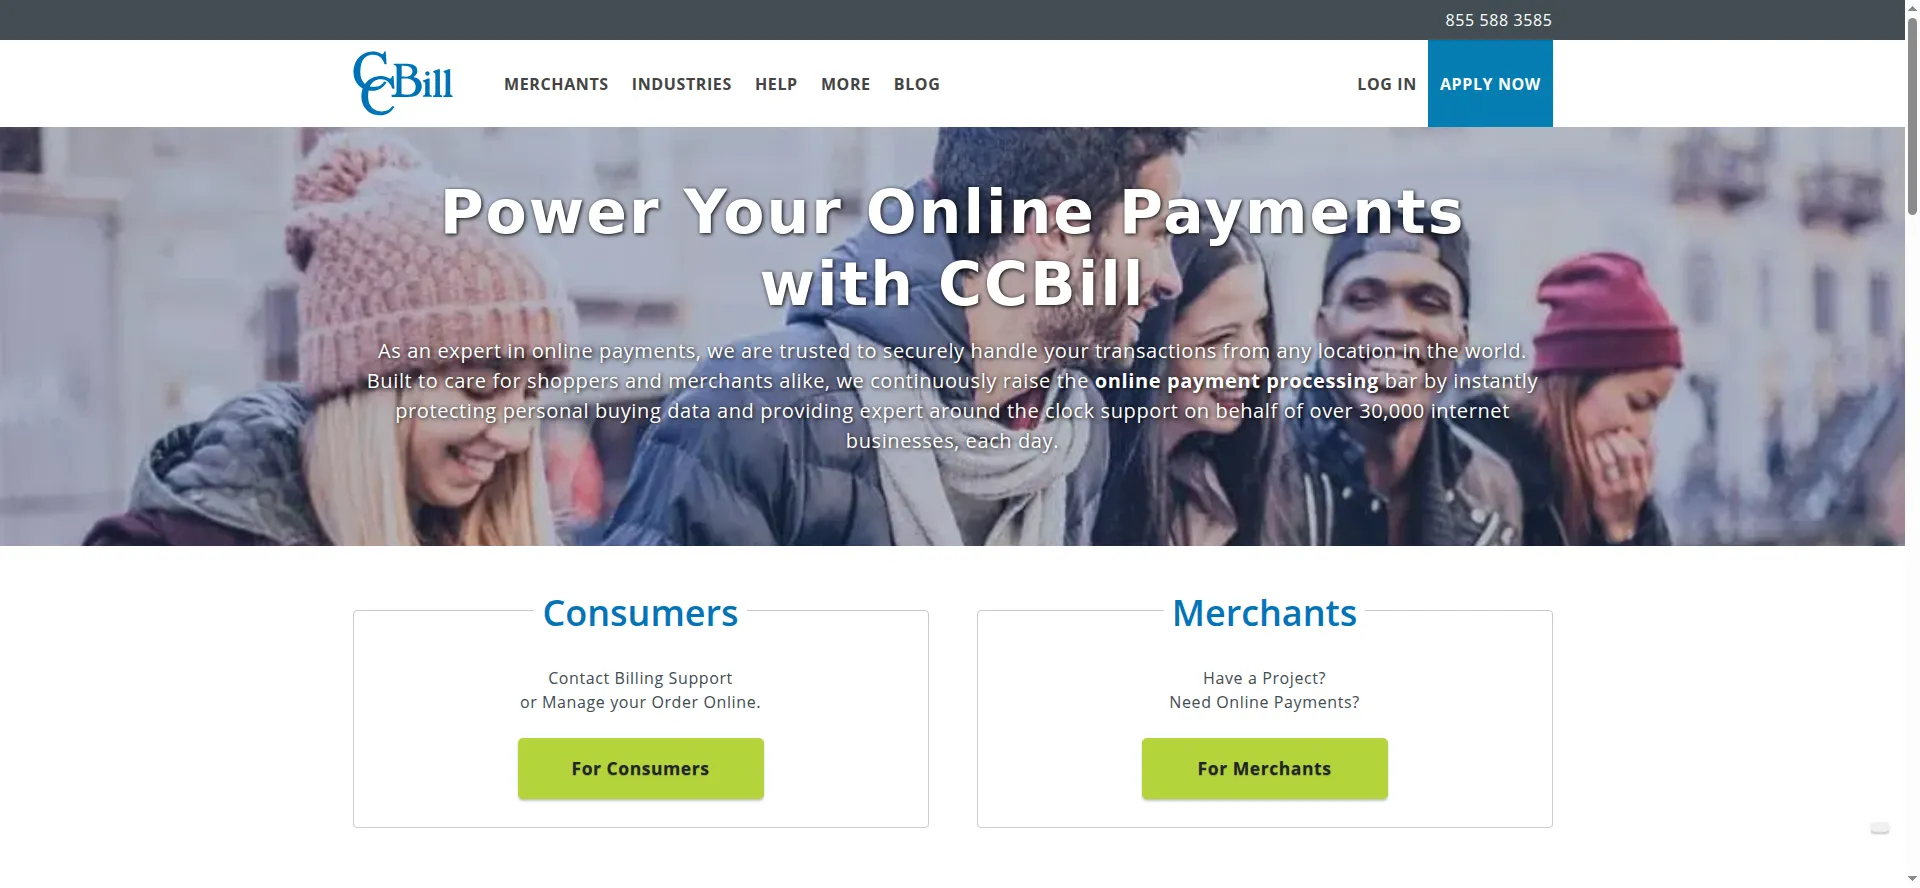 855 588 3585
CCBill
MERCHANTS INDUSTRIES HELP MORE BLOG LOG IN APPLY NOW
Power Your Online Payments
with CCBill
As an expert in online payments, we are trusted to securely handle your transactions from any location in the world.
Built to care for shoppers and merchants alike, we continuously raise the online payment processing bar by instantly
protecting personal buying data and providing expert around the clock support on behalf of over 30,000 internet
businesses, each day.
Consumers
Contact Billing Support
or Manage your Order Online.
For Consumers
Merchants
Have a Project?
Need Online Payments?
For Merchants